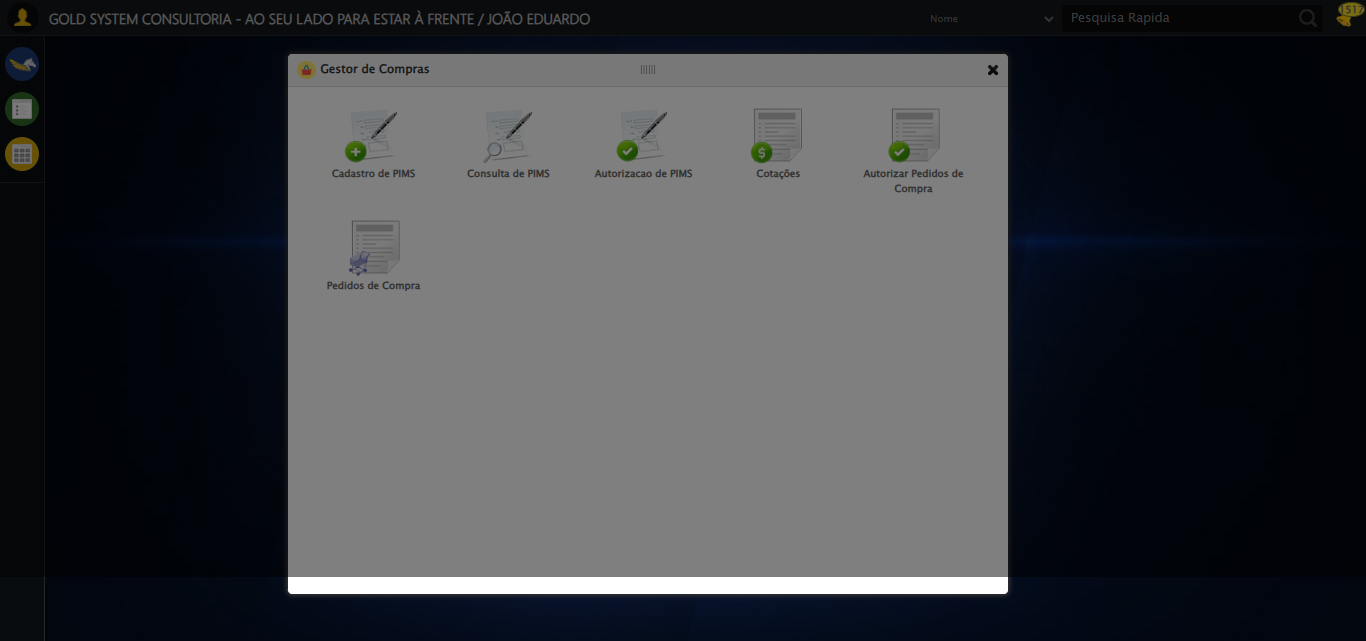 GOLD SYSTEM CONSULTORIA - AO SEU LADO PARA ESTAR À FRENTE / JOÃO EDUARDO
Nome
Pesquisa Rapida
1517
Gestor de Compras
Cadastro de PIMS
Consulta de PIMS
Autorizacao de PIMS
Cotações
Autorizar Pedidos de
Compra
Pedidos de Compra